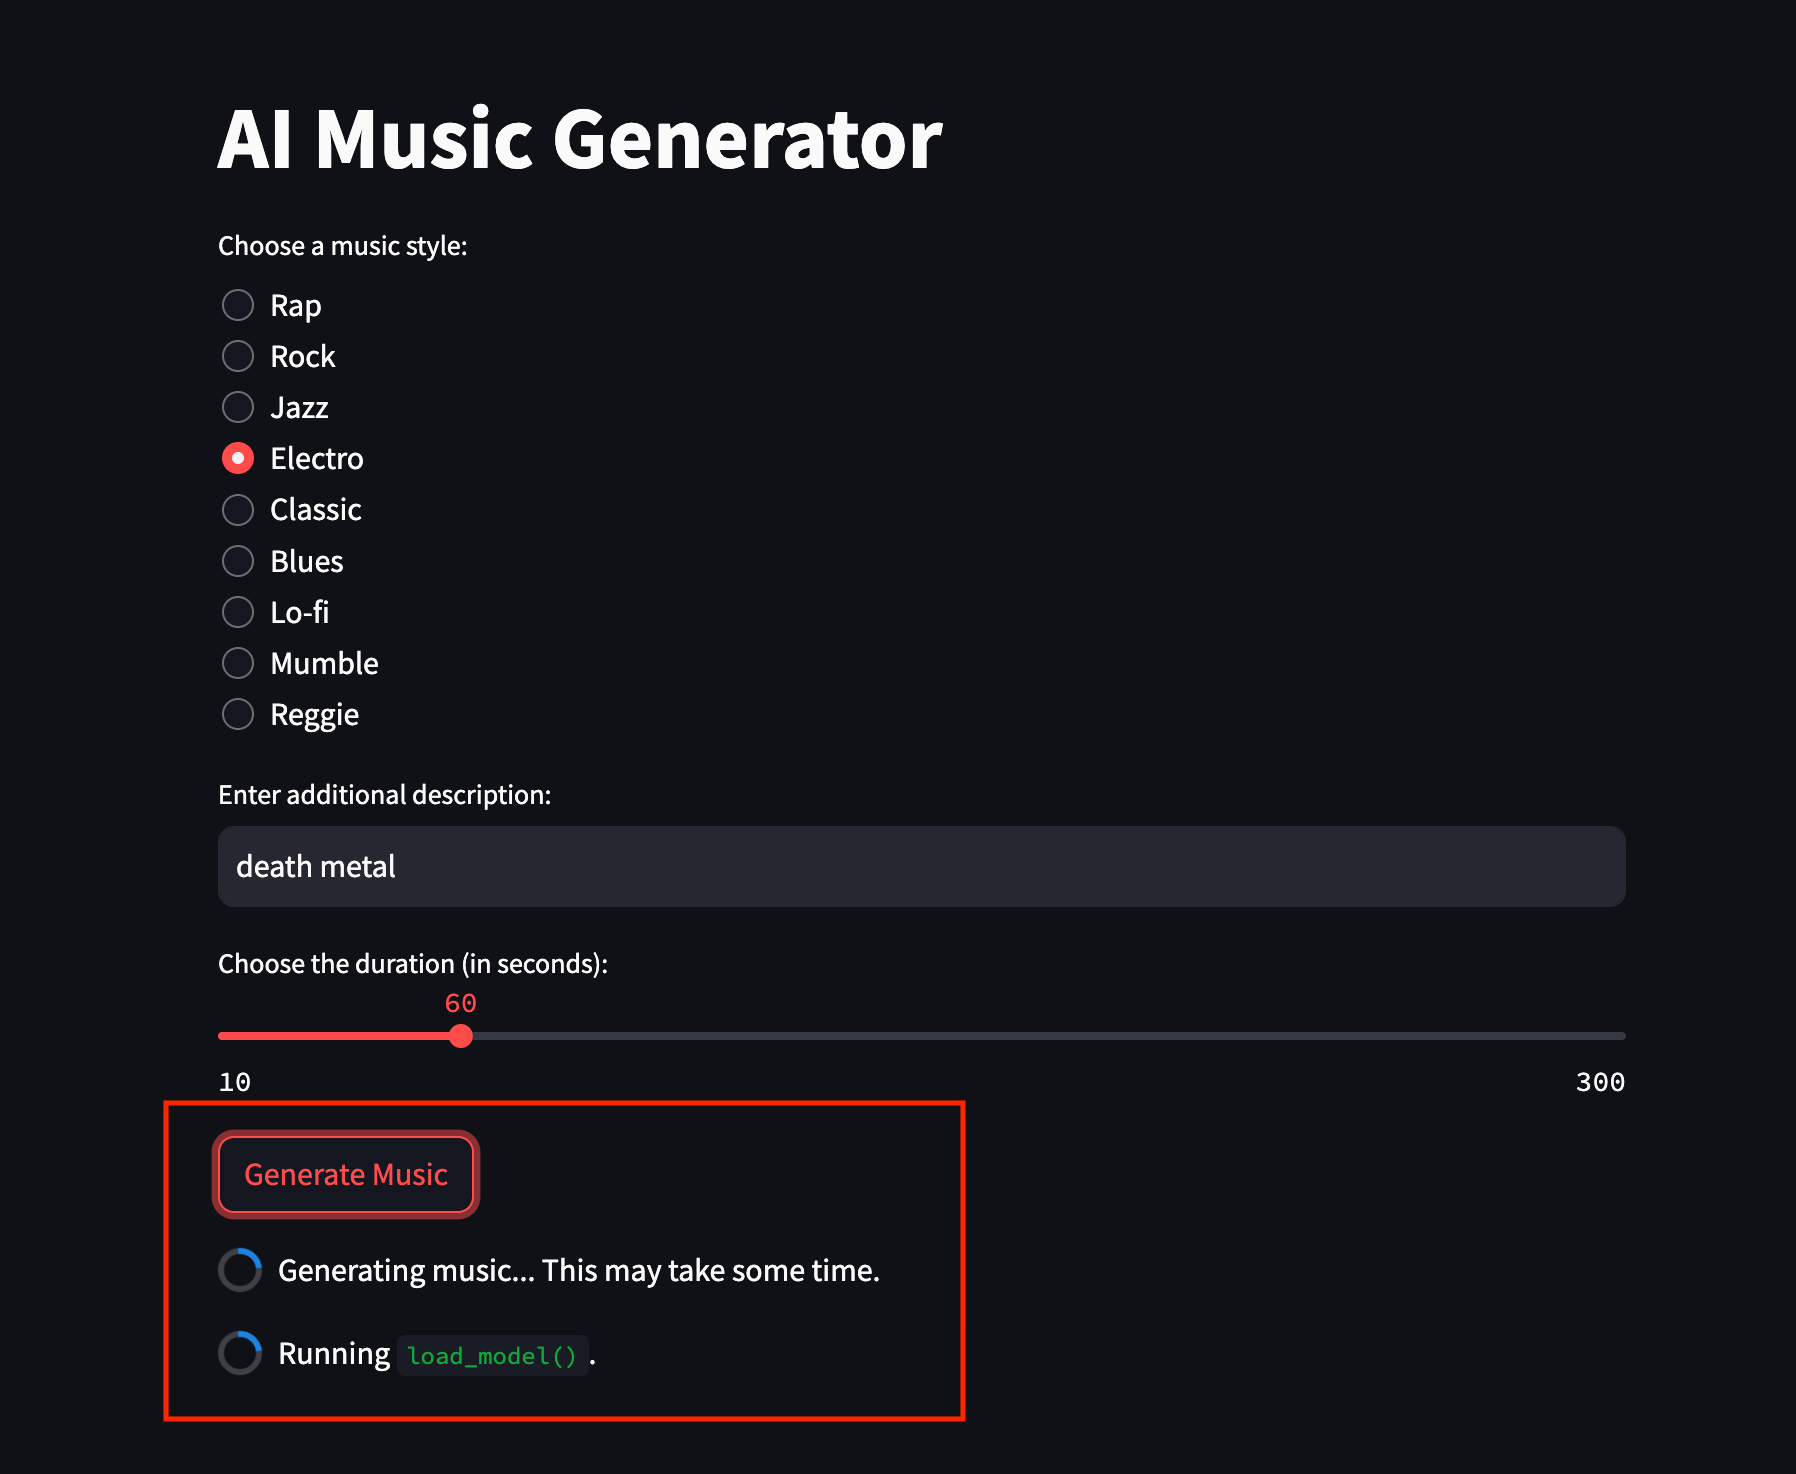 AI Music Generator
Choose a music style:
Rap
Rock
Jazz
Electro
Classic
Blues
Lo-fi
Mumble
Reggie
Enter additional description:
death metal
Choose the duration (in seconds):
60
10 300
Generate Music
Generating music... This may take some time.
Running load_model() .